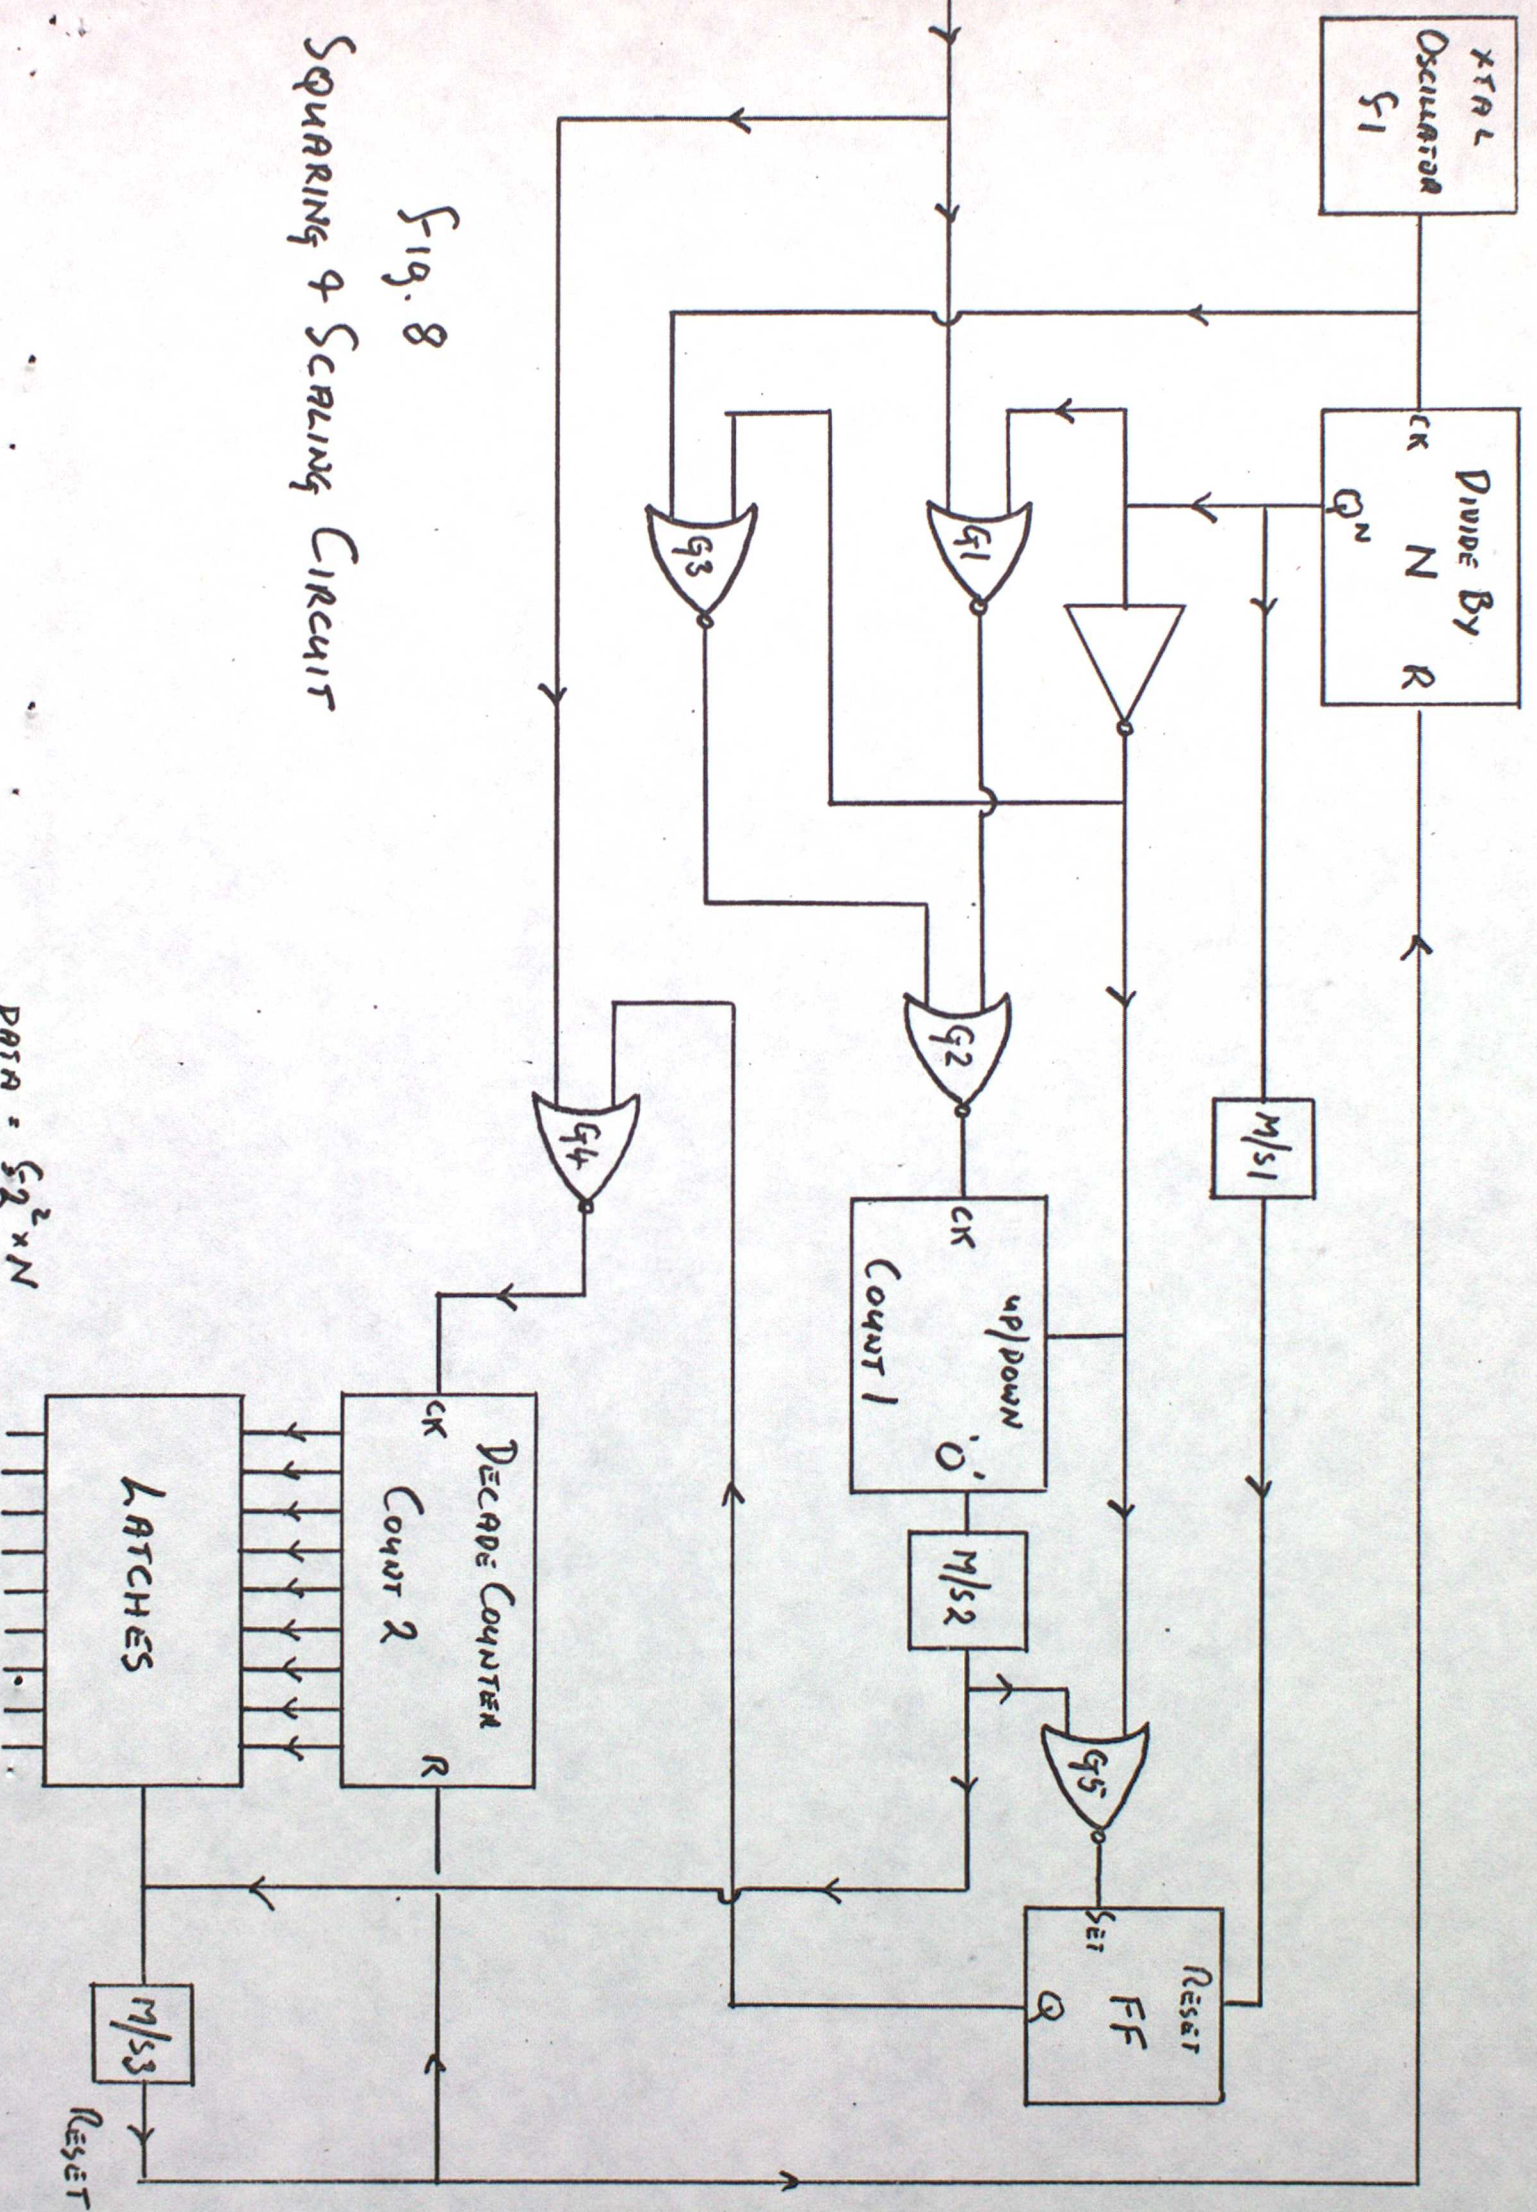 XTAL
OSCILLATOR
f1
CK
DIVIDE BY
N
R
QN
M/S1
G1
G3
G2
CK
UP/DOWN
COUNT 1
'O'
M/S2
G5
SET
RESET
FF
Q
G4
CK
DECADE COUNTER
COUNT 2
R
LATCHES
M/S3
RESET
Fig. 8
SQUARING & SCALING CIRCUIT
DATA = f2² × N